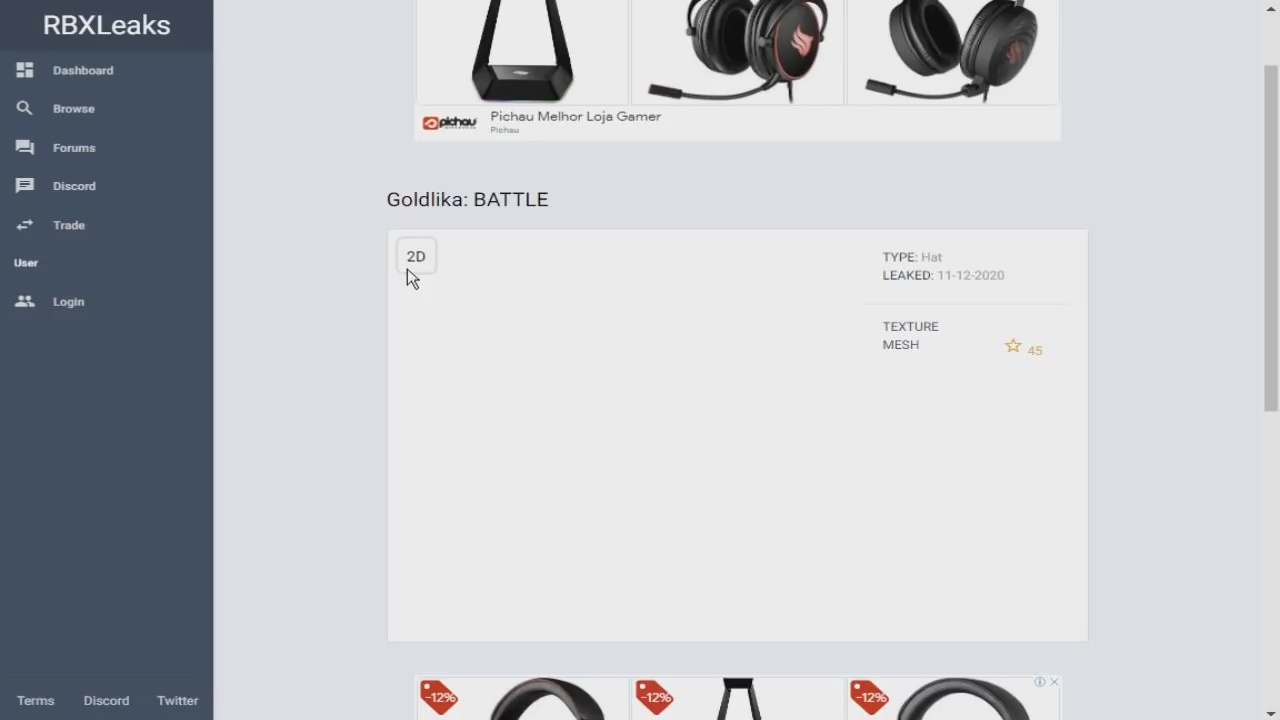 RBXLeaks
Dashboard
Browse
Forums
Discord
Trade
User
Login
Terms Discord Twitter
pichau Pichau Melhor Loja Gamer
Pichau
Goldlika: BATTLE
2D
TYPE: Hat
LEAKED: 11-12-2020
TEXTURE
MESH
45
-12% -12% -12%